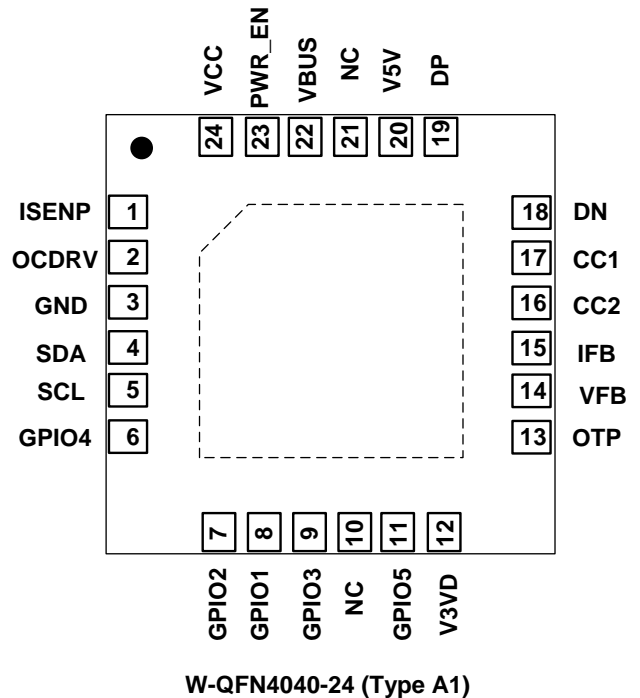 VCC PWR_EN VBUS NC V5V DP
24 23 22 21 20 19
ISENP 1 18 DN
OCDRV 2 17 CC1
GND 3 16 CC2
SDA 4 15 IFB
SCL 5 14 VFB
GPIO4 6 13 OTP
7 8 9 10 11 12
GPIO2 GPIO1 GPIO3 NC GPIO5 V3VD
W-QFN4040-24 (Type A1)